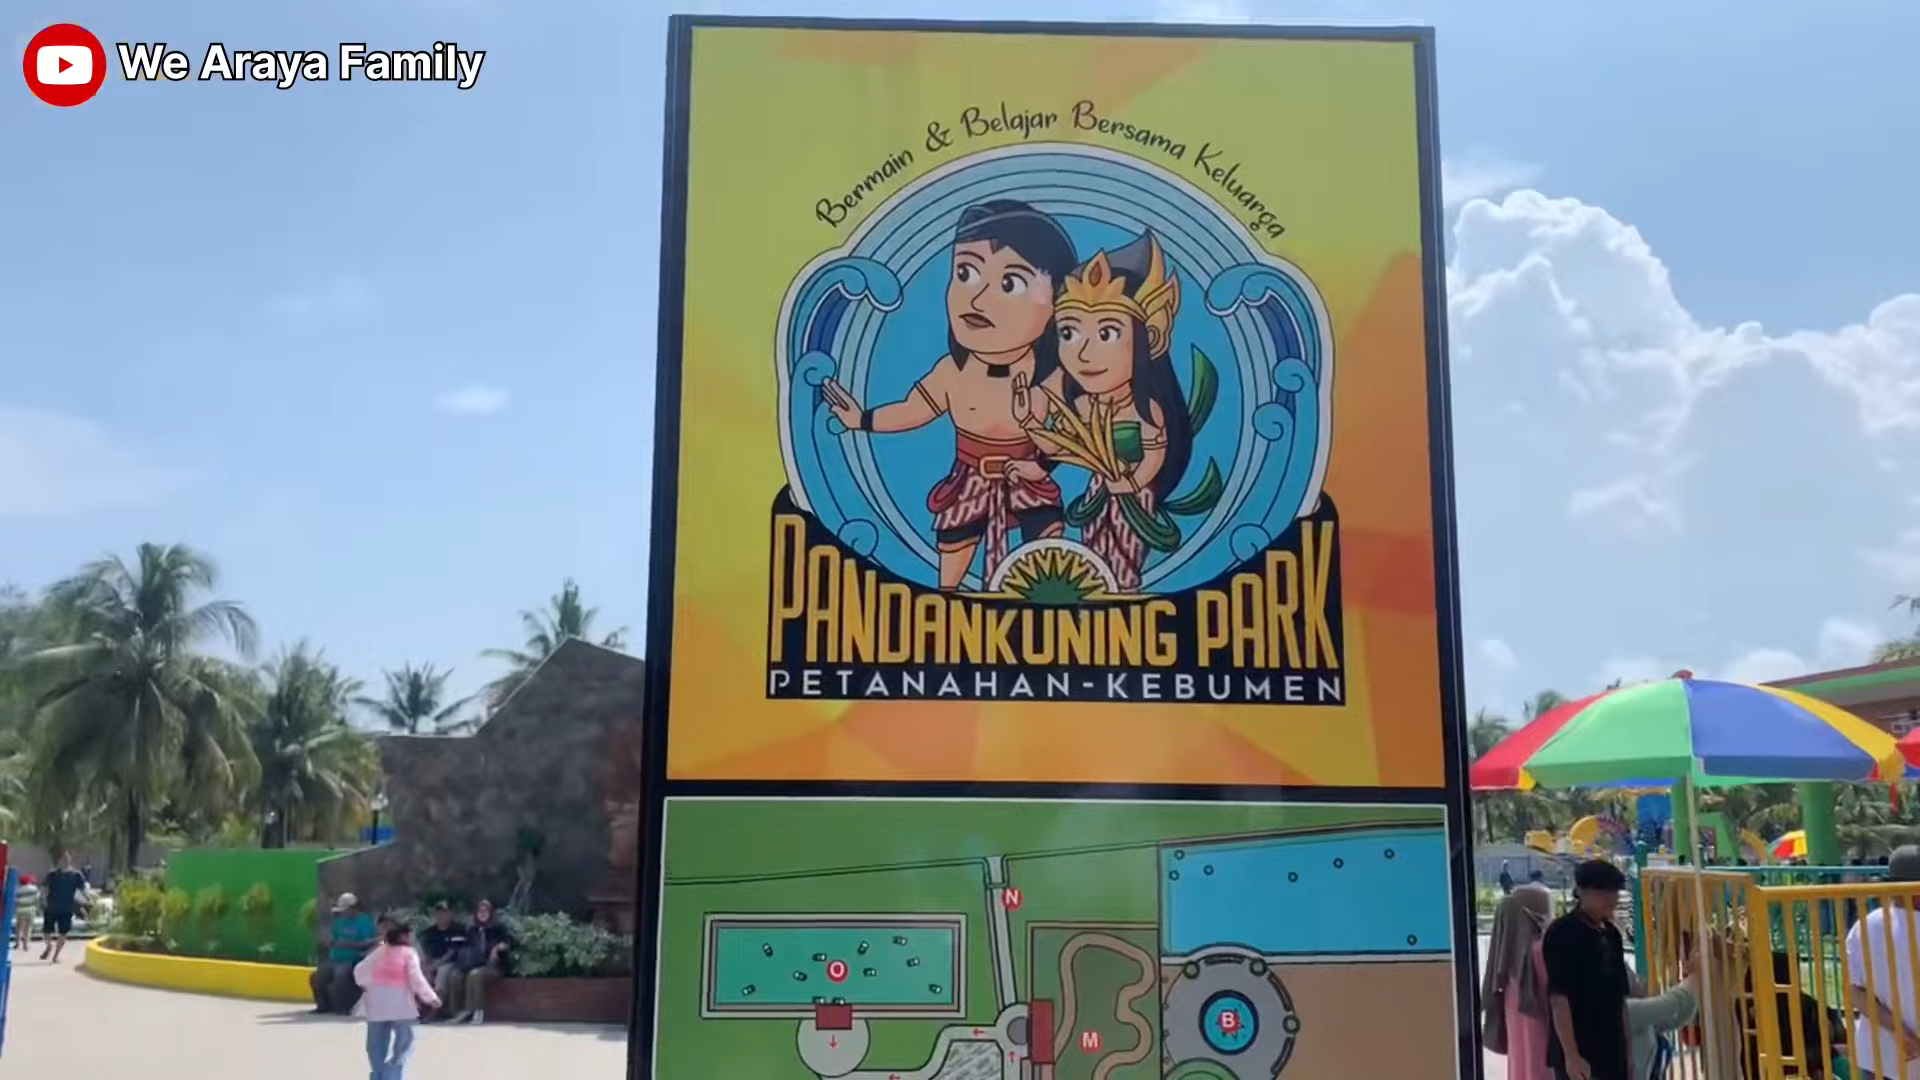 We Araya Family
Bermain & Belajar Bersama Keluarga
PANDANKUNING PARK
PETANAHAN-KEBUMEN
N
O
B
M